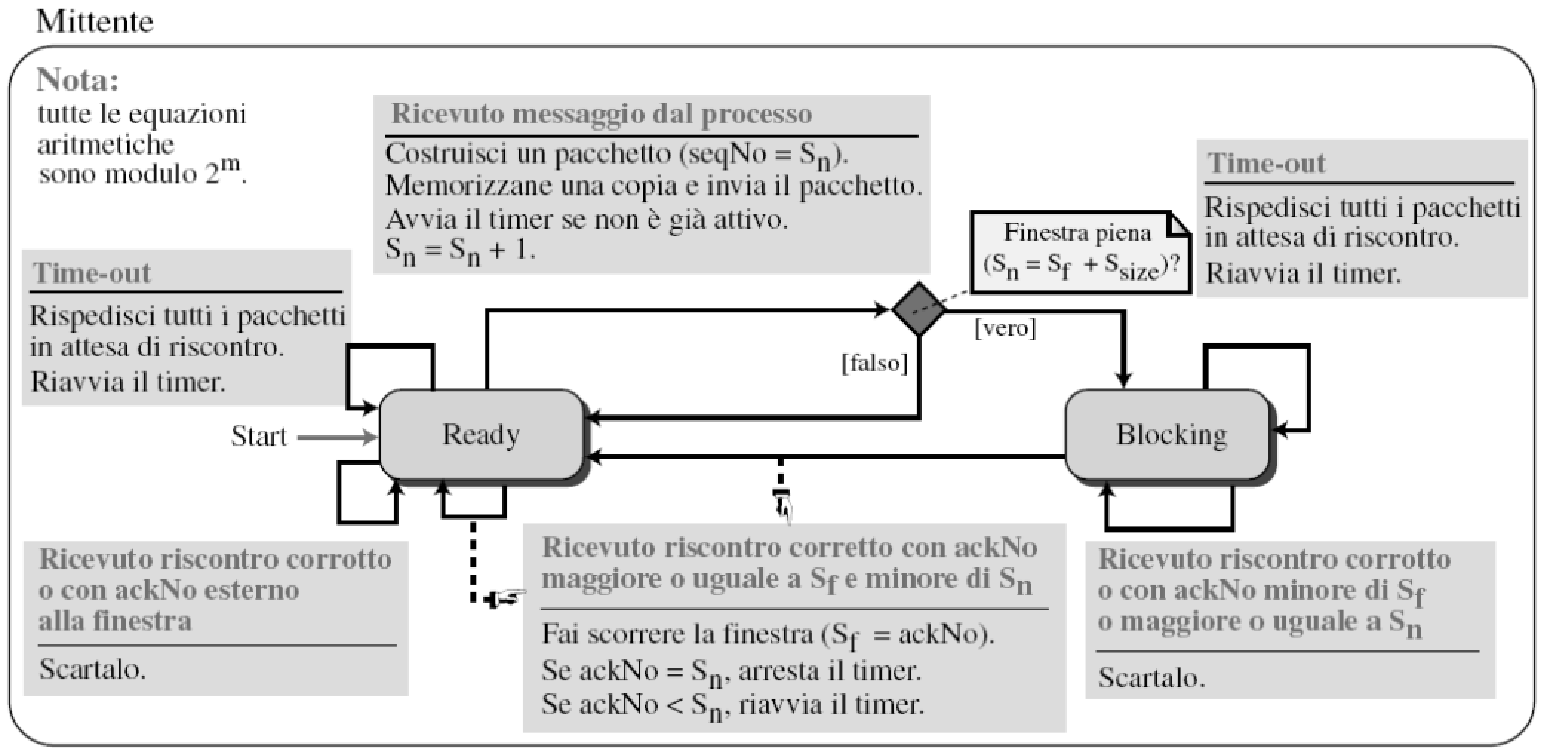 Mittente
Nota:
tutte le equazioni
aritmetiche
sono modulo 2^m.
Ricevuto messaggio dal processo
Costruisci un pacchetto (seqNo = S_n).
Memorizzane una copia e invia il pacchetto.
Avvia il timer se non è già attivo.
S_n = S_n + 1.
Time-out
Rispedisci tutti i pacchetti
in attesa di riscontro.
Riavvia il timer.
Finestra piena
(S_n = S_f + S_size)?
Time-out
Rispedisci tutti i pacchetti
in attesa di riscontro.
Riavvia il timer.
[vero]
[falso]
Start
Ready
Blocking
Ricevuto riscontro corrotto
o con ackNo esterno
alla finestra
Scartalo.
Ricevuto riscontro corretto con ackNo
maggiore o uguale a S_f e minore di S_n
Fai scorrere la finestra (S_f = ackNo).
Se ackNo = S_n, arresta il timer.
Se ackNo < S_n, riavvia il timer.
Ricevuto riscontro corrotto
o con ackNo minore di S_f
o maggiore o uguale a S_n
Scartalo.